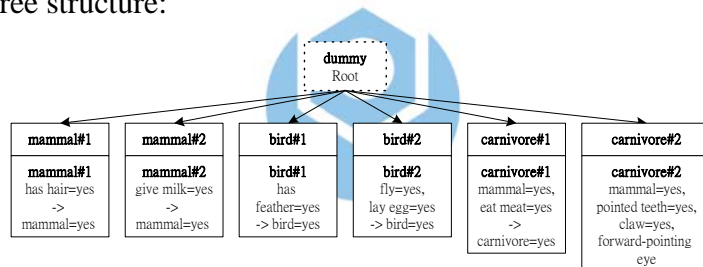 ree structure:
dummy
Root
mammal#1
mammal#1
has hair=yes
->
mammal=yes
mammal#2
mammal#2
give milk=yes
->
mammal=yes
bird#1
bird#1
has
feather=yes
-> bird=yes
bird#2
bird#2
fly=yes,
lay egg=yes
-> bird=yes
carnivore#1
carnivore#1
mammal=yes,
eat meat=yes
->
carnivore=yes
carnivore#2
carnivore#2
mammal=yes,
pointed teeth=yes,
claw=yes,
forward-pointing
eye